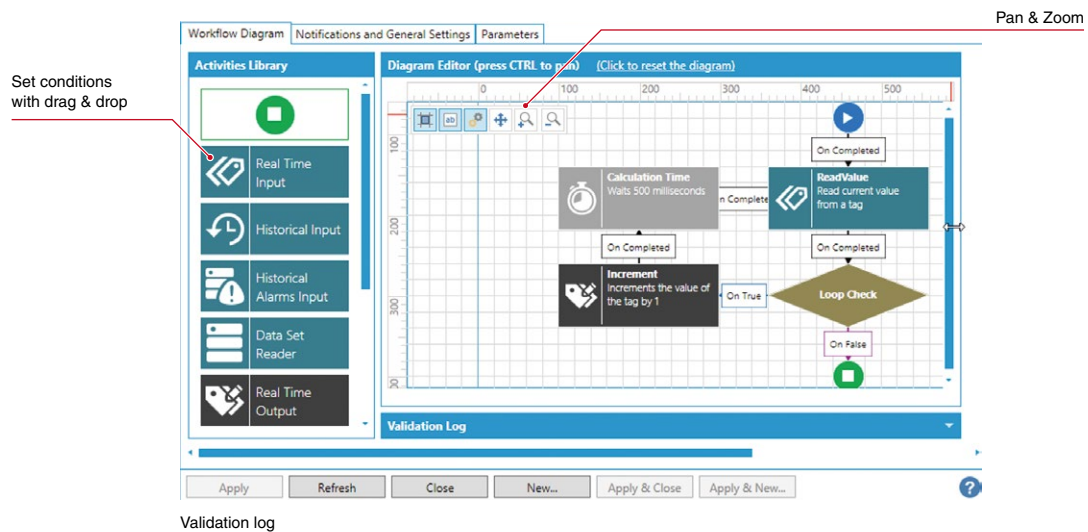 Pan & Zoom
Workflow Diagram
Notifications and General Settings
Parameters
Set conditions
with drag & drop
Activities Library
Real Time
Input
Historical Input
Historical
Alarms Input
Data Set
Reader
Real Time
Output
Diagram Editor (press CTRL to pan)
(Click to reset the diagram)
0
100
200
300
400
500
100
200
300
ab
On Completed
Calculation Time
Waits 500 milliseconds
n Complete
ReadValue
Read current value
from a tag
On Completed
On Completed
Increment
Increments the value of
the tag by 1
On True
Loop Check
On False
Validation Log
Apply
Refresh
Close
New...
Apply & Close
Apply & New...
?
Validation log